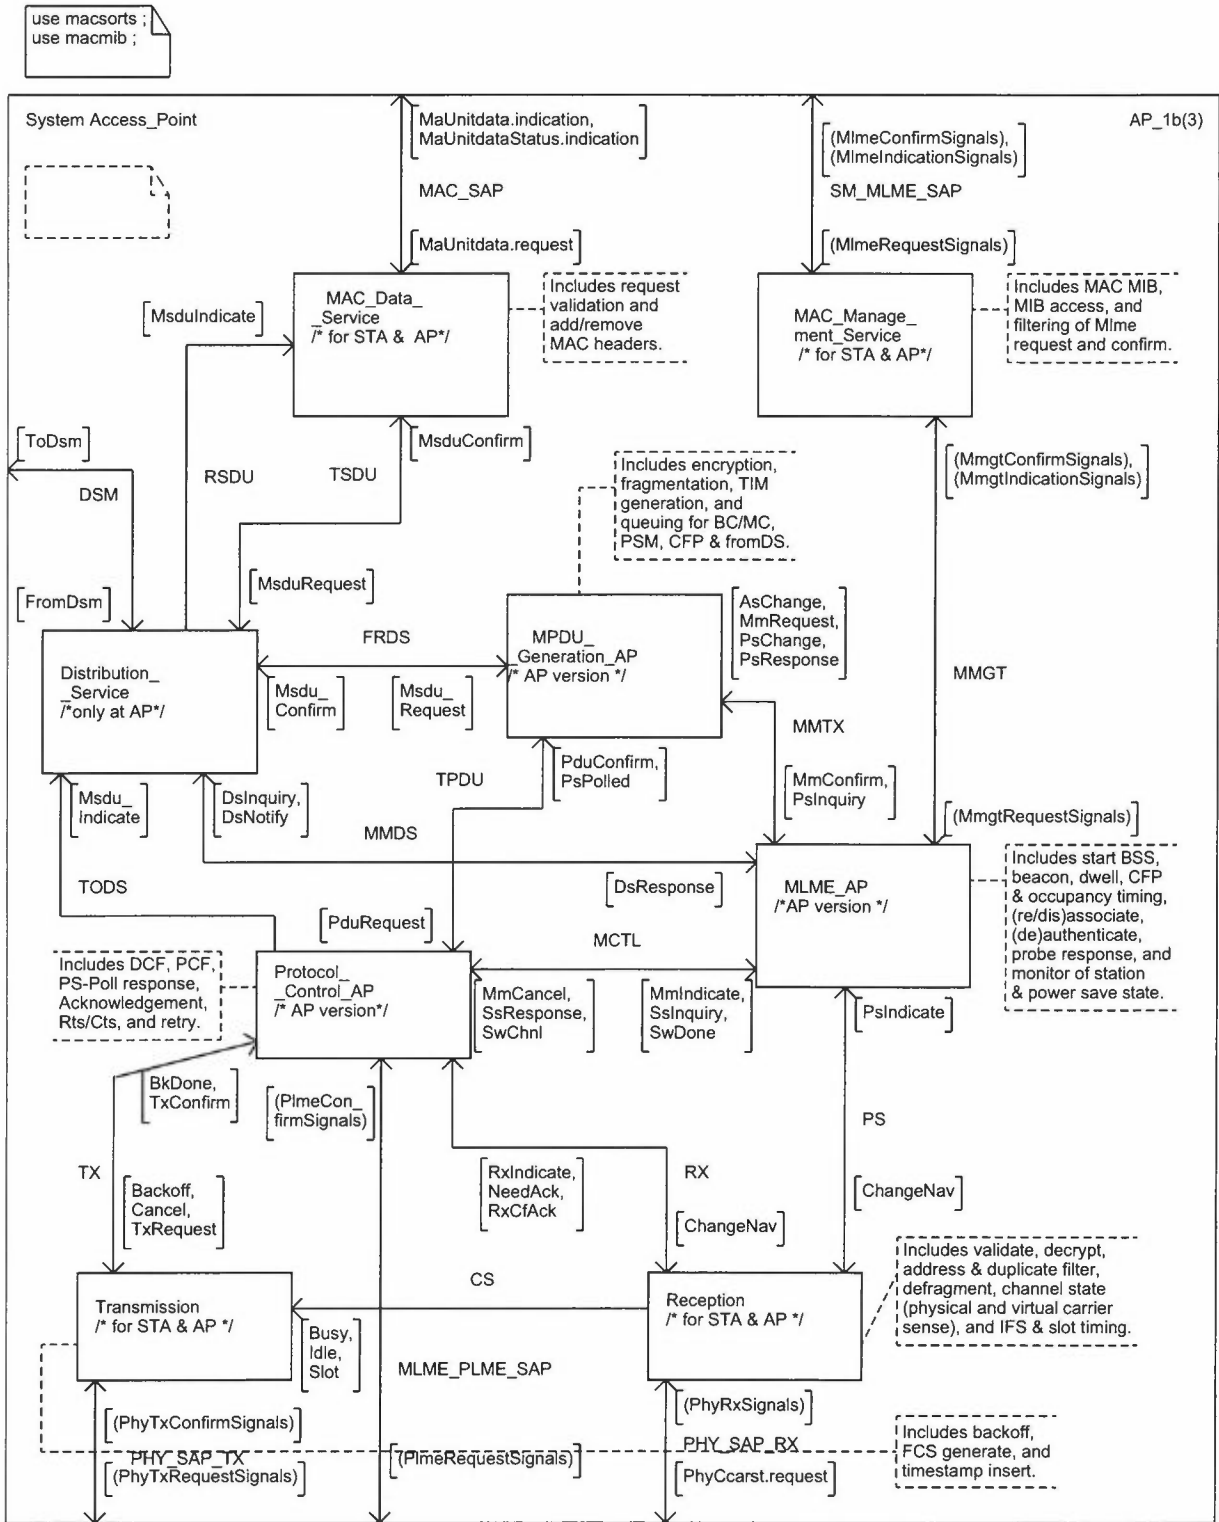 use macsorts ;
use macmib ;
System Access_Point
AP_1b(3)
MaUnitdata.indication,
MaUnitdataStatus.indication
(MlmeConfirmSignals),
(MlmeIndicationSignals)
MAC_SAP
SM_MLME_SAP
MaUnitdata.request
(MlmeRequestSignals)
MsduIndicate
MAC_Data_
_Service
/* for STA & AP*/
Includes request
validation and
add/remove
MAC headers.
MAC_Manage_
ment_Service
/* for STA & AP*/
Includes MAC MIB,
MIB access, and
filtering of Mlme
request and confirm.
ToDsm
DSM
RSDU
TSDU
MsduConfirm
Includes encryption,
fragmentation, TIM
generation, and
queuing for BC/MC,
PSM, CFP & fromDS.
(MmgtConfirmSignals),
(MmgtIndicationSignals)
FromDsm
MsduRequest
FRDS
MPDU_
_Generation_AP
/* AP version */
AsChange,
MmRequest,
PsChange,
PsResponse
MMGT
Distribution_
_Service
/*only at AP*/
Msdu_
Confirm
Msdu_
Request
MMTX
TPDU
PduConfirm,
PsPolled
MmConfirm,
PsInquiry
Msdu_
Indicate
DsInquiry,
DsNotify
MMDS
(MmgtRequestSignals)
TODS
DsResponse
MLME_AP
/*AP version */
Includes start BSS,
beacon, dwell, CFP
& occupancy timing,
(re/dis)associate,
(de)authenticate,
probe response, and
monitor of station
& power save state.
PduRequest
MCTL
Includes DCF, PCF,
PS-Poll response,
Acknowledgement,
Rts/Cts, and retry.
Protocol_
_Control_AP
/* AP version*/
MmCancel,
SsResponse,
SwChnl
MmIndicate,
SsInquiry,
SwDone
PsIndicate
BkDone,
TxConfirm
(PlmeCon_
firmSignals)
PS
TX
Backoff,
Cancel,
TxRequest
RxIndicate,
NeedAck,
RxCfAck
RX
ChangeNav
ChangeNav
CS
Includes validate, decrypt,
address & duplicate filter,
defragment, channel state
(physical and virtual carrier
sense), and IFS & slot timing.
Transmission
/* for STA & AP */
Busy,
Idle,
Slot
Reception
/* for STA & AP */
MLME_PLME_SAP
(PhyTxConfirmSignals)
(PhyRxSignals)
PHY_SAP_TX
(PhyTxRequestSignals)
(PlmeRequestSignals)
PHY_SAP_RX
PhyCcarst.request
Includes backoff,
FCS generate, and
timestamp insert.